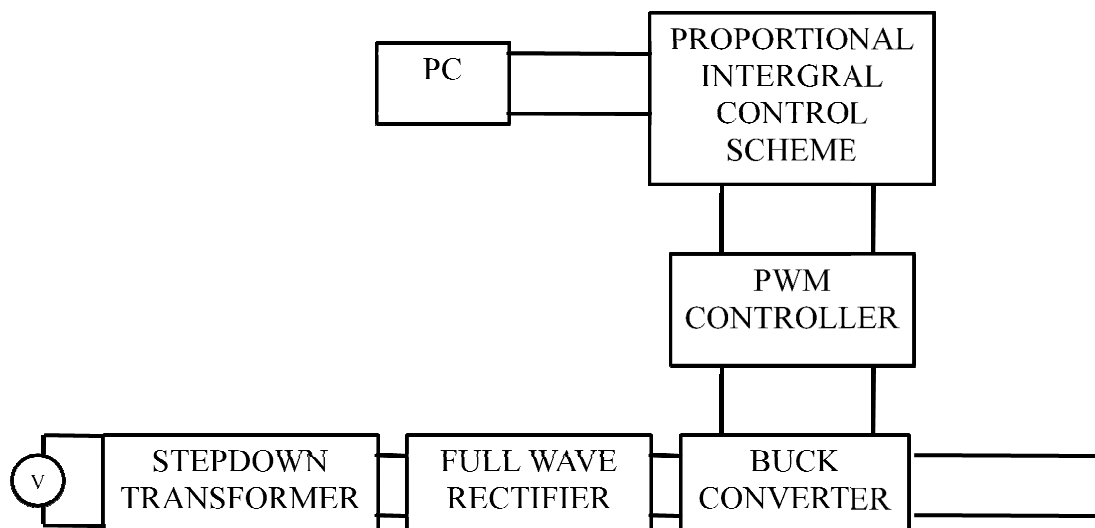 PC
PROPORTIONAL
INTERGRAL
CONTROL
SCHEME
PWM
CONTROLLER
V
STEPDOWN
TRANSFORMER
FULL WAVE
RECTIFIER
BUCK
CONVERTER